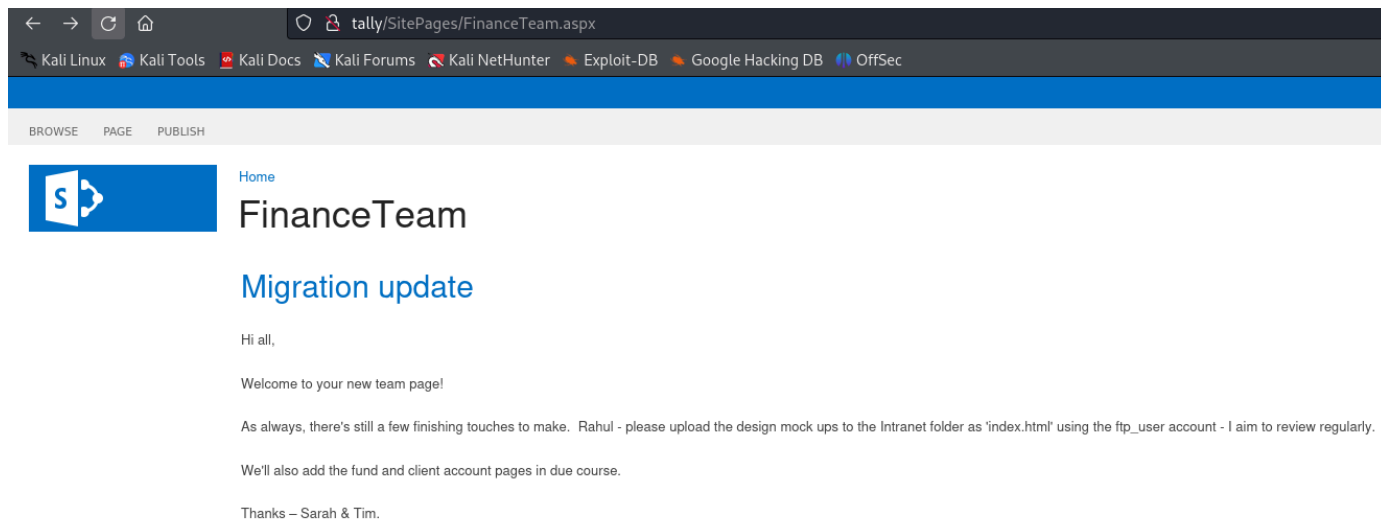 tally/SitePages/FinanceTeam.aspx
Kali Linux Kali Tools Kali Docs Kali Forums Kali NetHunter Exploit-DB Google Hacking DB OffSec
BROWSE PAGE PUBLISH
S
Home
FinanceTeam
Migration update
Hi all,
Welcome to your new team page!
As always, there's still a few finishing touches to make. Rahul - please upload the design mock ups to the Intranet folder as 'index.html' using the ftp_user account - I aim to review regularly.
We'll also add the fund and client account pages in due course.
Thanks – Sarah & Tim.